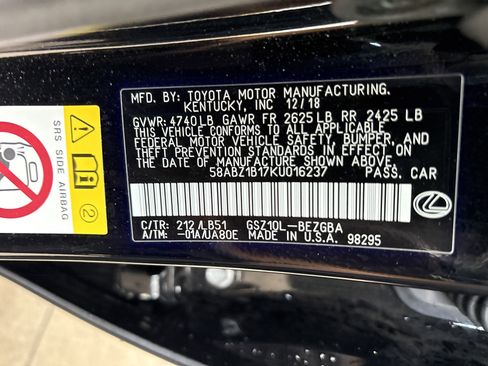 MFD. BY: TOYOTA MOTOR MANUFACTURING,
KENTUCKY, INC 12/18
GVWR: 4740LB GAWR FR 2625LB RR 2425 LB
THIS VEHICLE CONFORMS TO ALL APPLICABLE
FEDERAL MOTOR VEHICLE SAFETY, BUMPER, AND
THEFT PREVENTION STANDARDS IN EFFECT ON
THE DATE OF MANUFACTURE SHOWN ABOVE.
58ABZ1B17KU016237 PASS. CAR
C/TR: 212/LB51 GSZ10L-BEZGBA
A/TM: -01A/UA80E MADE IN U.S.A. 98295
SRS SIDE AIRBAG
2